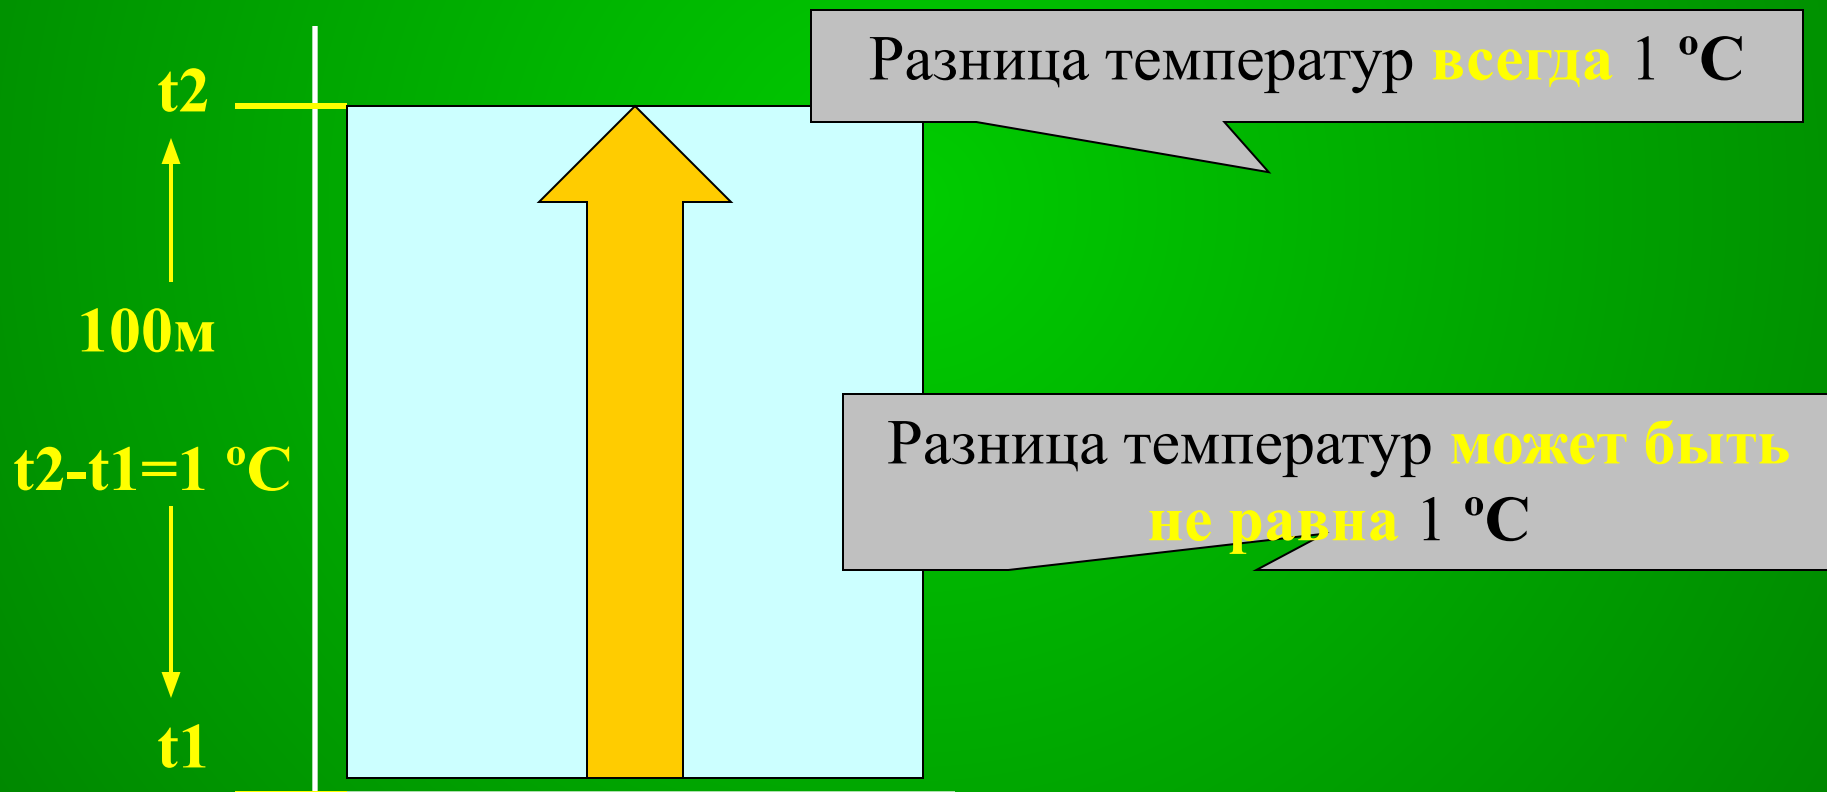 Разница температур всегда 1 ºС
t2
100м
Разница температур может быть
не равна 1 ºС
t2-t1=1 ºС
t1